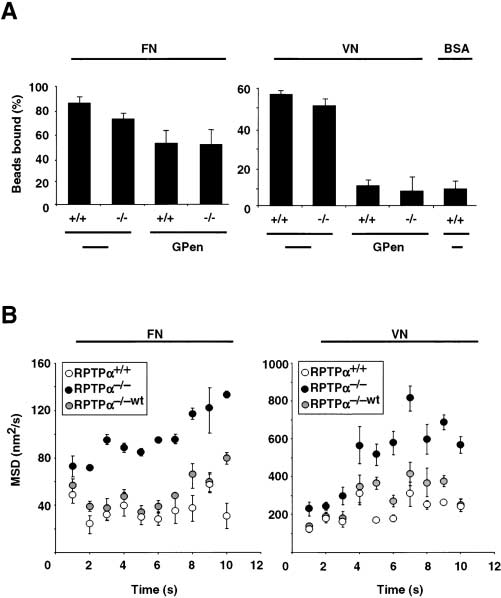 A
FN
VN
BSA
Beads bound (%)
100
80
60
40
20
0
60
40
20
0
+/+
-/-
+/+
-/-
+/+
-/-
+/+
-/-
+/+
GPen
GPen
B
FN
VN
MSD (nm²/s)
160
120
80
40
RPTPα+/+
RPTPα−/−
RPTPα−/−wt
0
2
4
6
8
10
12
Time (s)
1000
800
600
400
200
RPTPα+/+
RPTPα−/−
RPTPα−/−wt
0
2
4
6
8
10
12
Time (s)